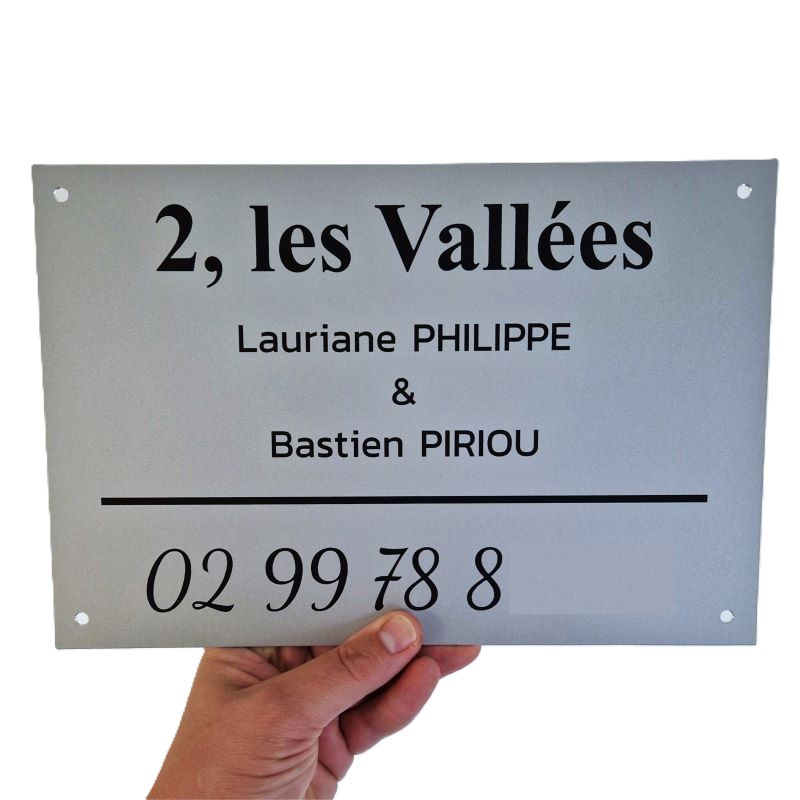 2, les Vallées
Lauriane PHILIPPE
&
Bastien PIRIOU
02 99 78 8